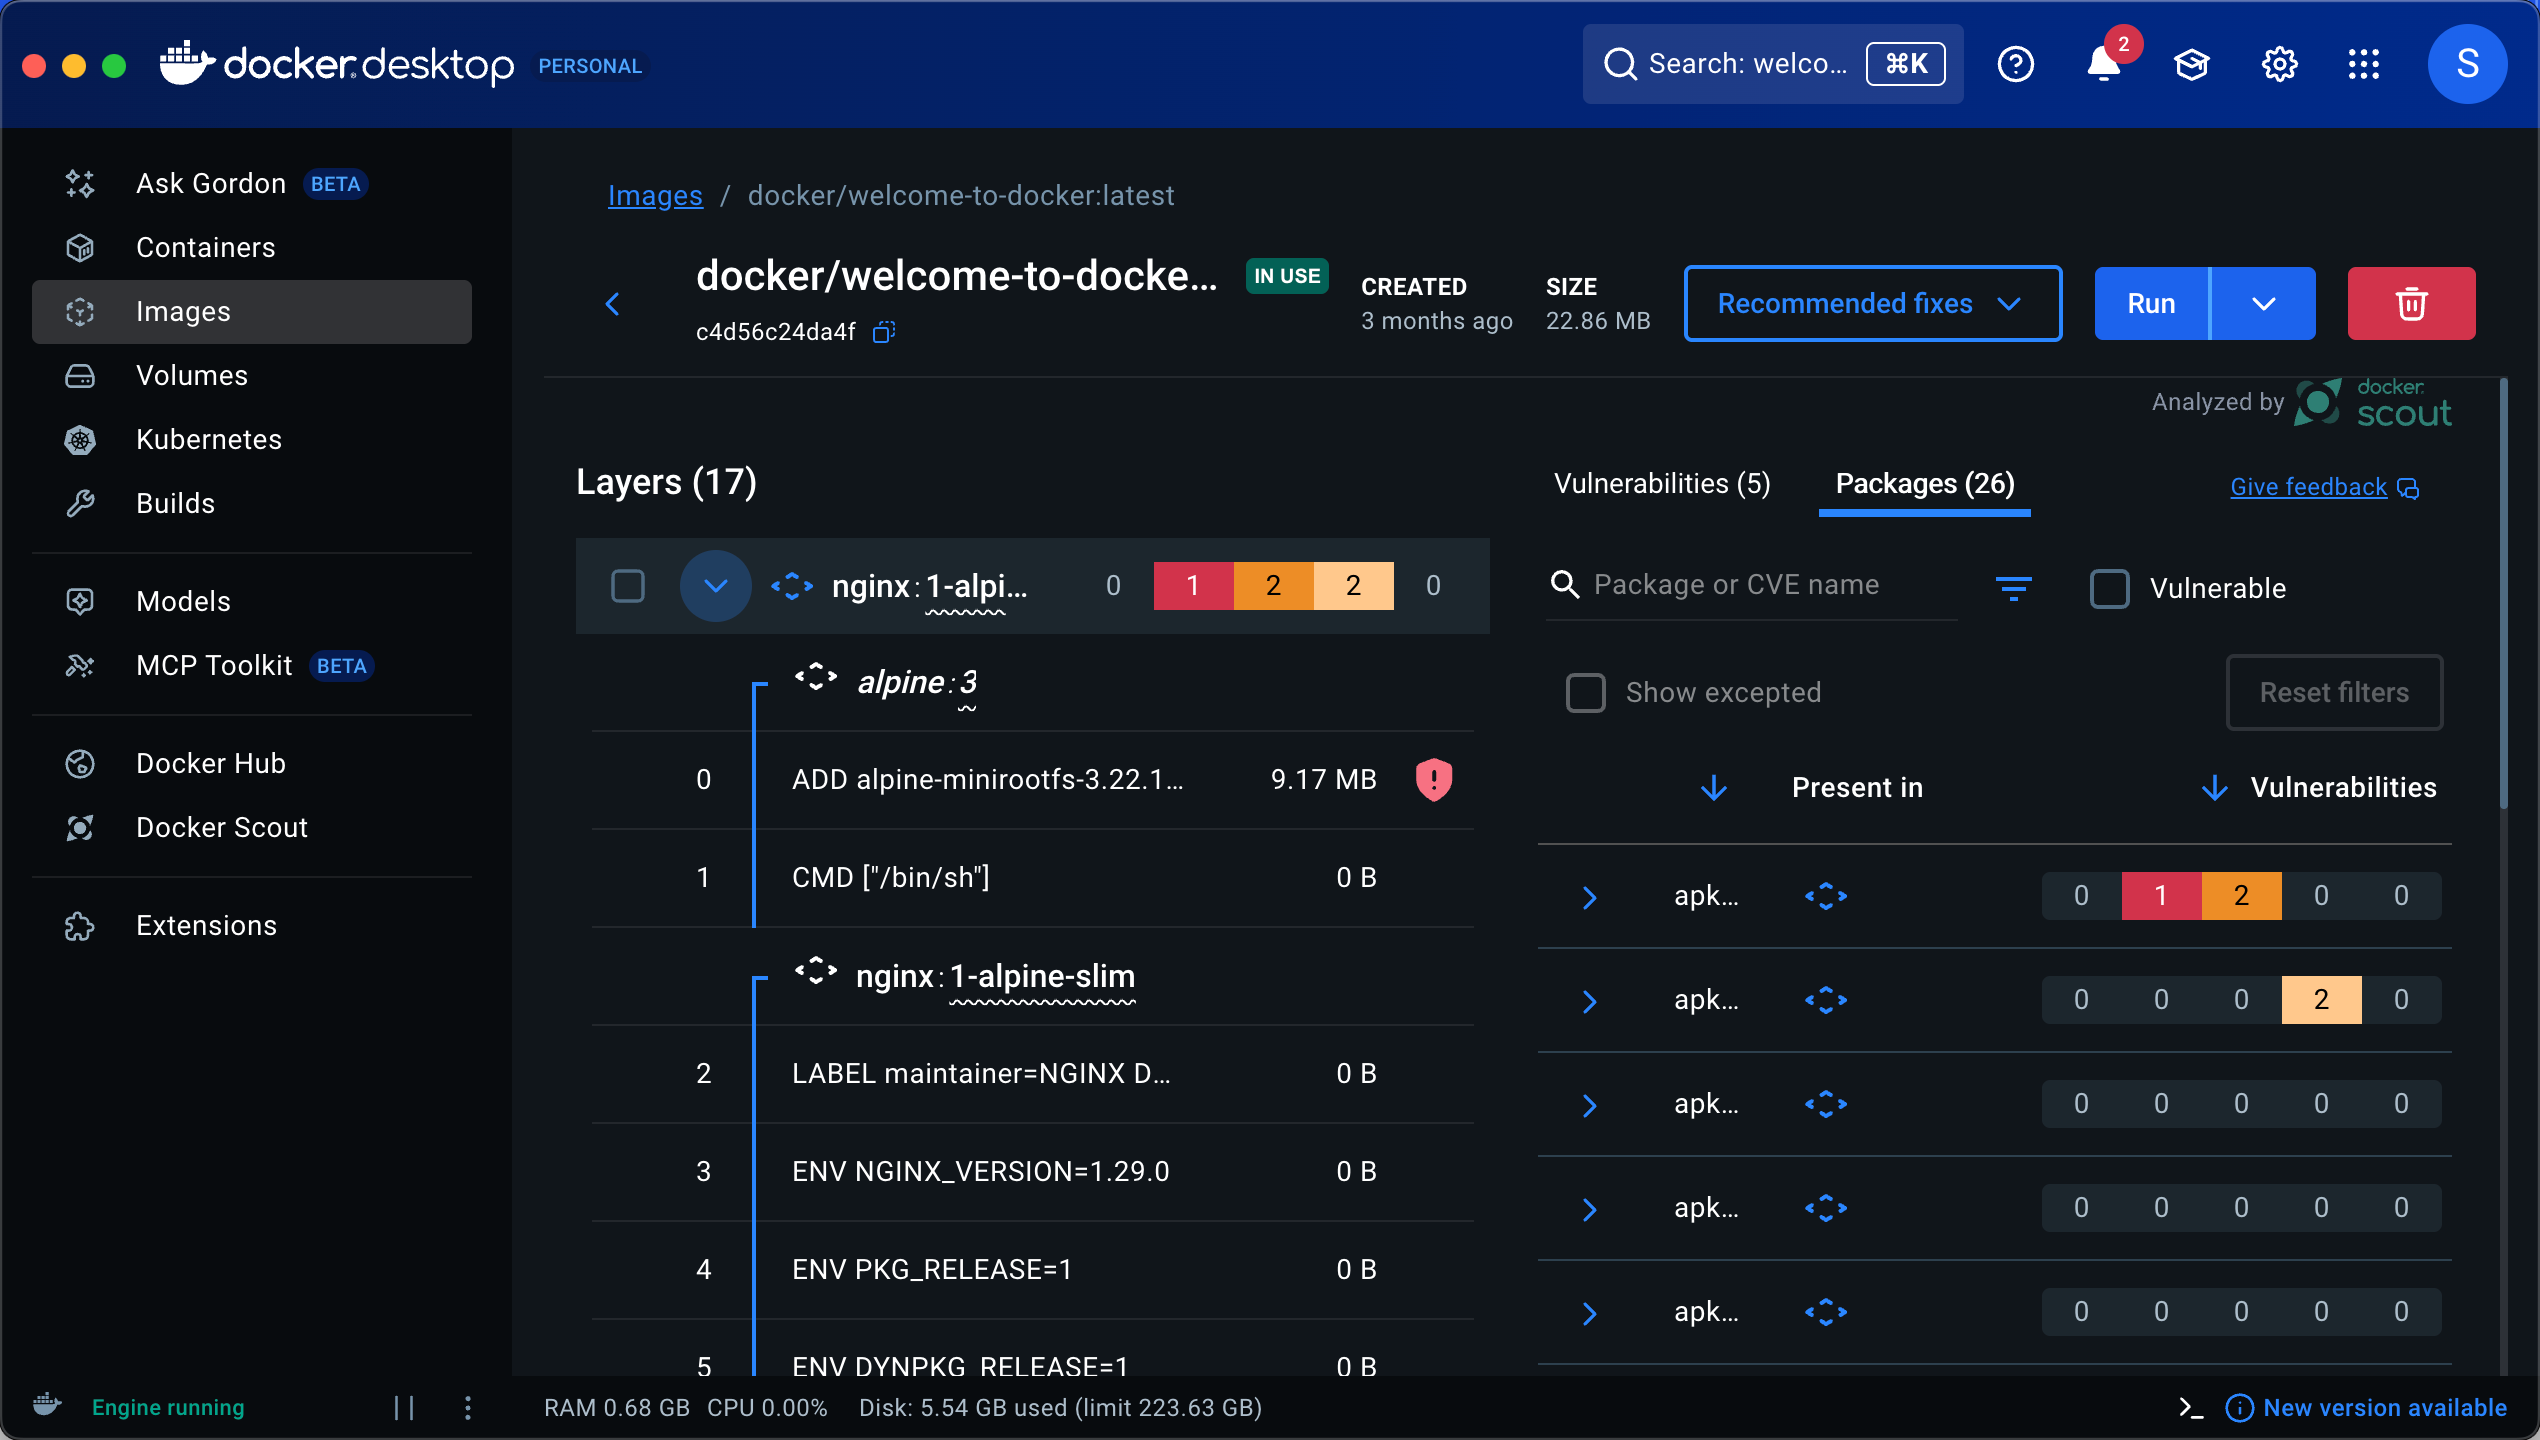 docker desktop PERSONAL
Search: welco... ⌘K
2
S
Ask Gordon BETA
Containers
Images
Volumes
Kubernetes
Builds
Models
MCP Toolkit BETA
Docker Hub
Docker Scout
Extensions
Images / docker/welcome-to-docker:latest
docker/welcome-to-docke... IN USE
c4d56c24da4f
CREATED
3 months ago
SIZE
22.86 MB
Recommended fixes
Run
Analyzed by docker scout
Layers (17)
nginx:1-alpi... 0 1 2 2 0
alpine:3
0 ADD alpine-minirootfs-3.22.1... 9.17 MB
1 CMD ["/bin/sh"] 0 B
nginx:1-alpine-slim
2 LABEL maintainer=NGINX D... 0 B
3 ENV NGINX_VERSION=1.29.0 0 B
4 ENV PKG_RELEASE=1 0 B
5 ENV DYNPKG_RELEASE=1 0 B
Vulnerabilities (5) Packages (26) Give feedback
Package or CVE name
Vulnerable
Show excepted
Reset filters
Present in Vulnerabilities
apk... 0 1 2 0 0
apk... 0 0 0 2 0
apk... 0 0 0 0 0
apk... 0 0 0 0 0
apk... 0 0 0 0 0
Engine running
RAM 0.68 GB CPU 0.00% Disk: 5.54 GB used (limit 223.63 GB)
New version available